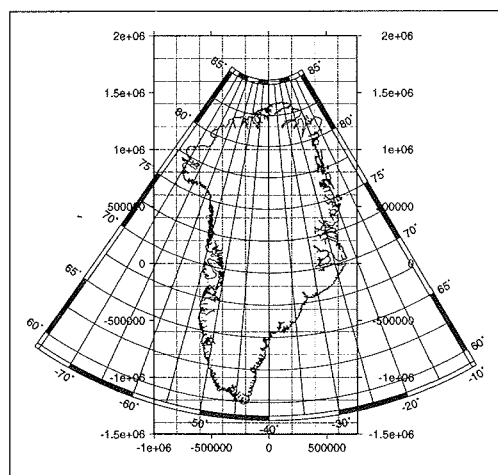 2e+06 2e+06
85˚ 85˚
1.5e+06 1.5e+06
80˚ 80˚
1e+06 1e+06
75˚ 75˚
500000 500000
70˚ 70˚
0 0
65˚ 65˚
-500000 -500000
60˚ 60˚
-70˚ -1e+06 -1e+06 -10˚
-60˚ -20˚
-50˚ -40˚ -30˚
-1.5e+06 -1.5e+06
-1e+06 -500000 0 500000